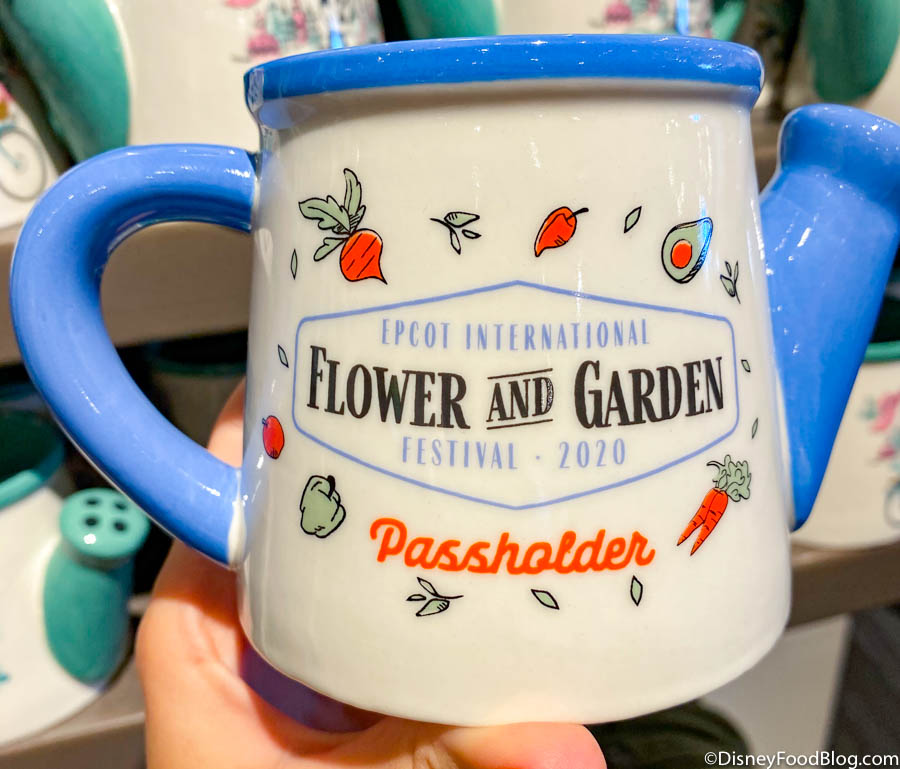 EPCOT INTERNATIONAL
FLOWER AND GARDEN
FESTIVAL · 2020
Passholder
©DisneyFoodBlog.com